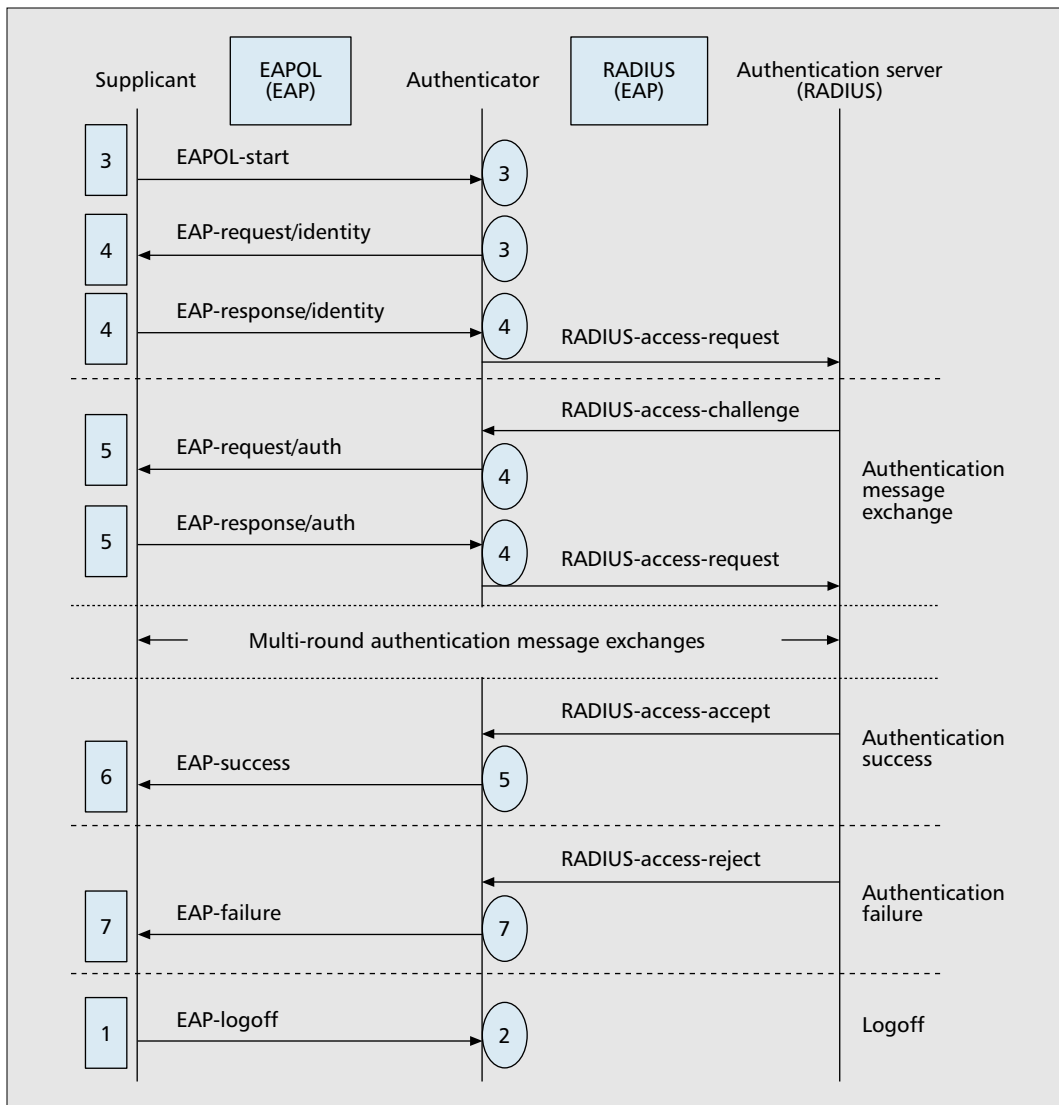 Supplicant
EAPOL
(EAP)
Authenticator
RADIUS
(EAP)
Authentication server
(RADIUS)
3
EAPOL-start
3
4
EAP-request/identity
3
4
EAP-response/identity
4
RADIUS-access-request
RADIUS-access-challenge
5
EAP-request/auth
4
Authentication
message
exchange
5
EAP-response/auth
4
RADIUS-access-request
Multi-round authentication message exchanges
RADIUS-access-accept
Authentication
success
6
EAP-success
5
RADIUS-access-reject
Authentication
failure
7
EAP-failure
7
1
EAP-logoff
2
Logoff